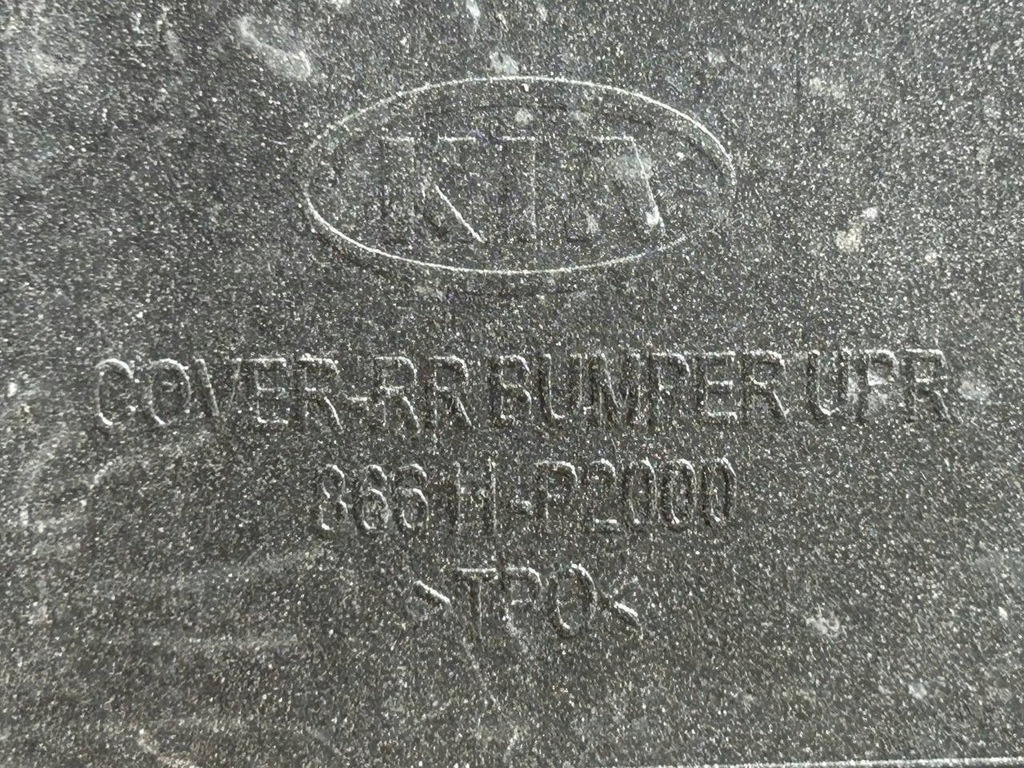 KIA
COVER-RR BUMPER UPR
86611-P2000
>TPO<